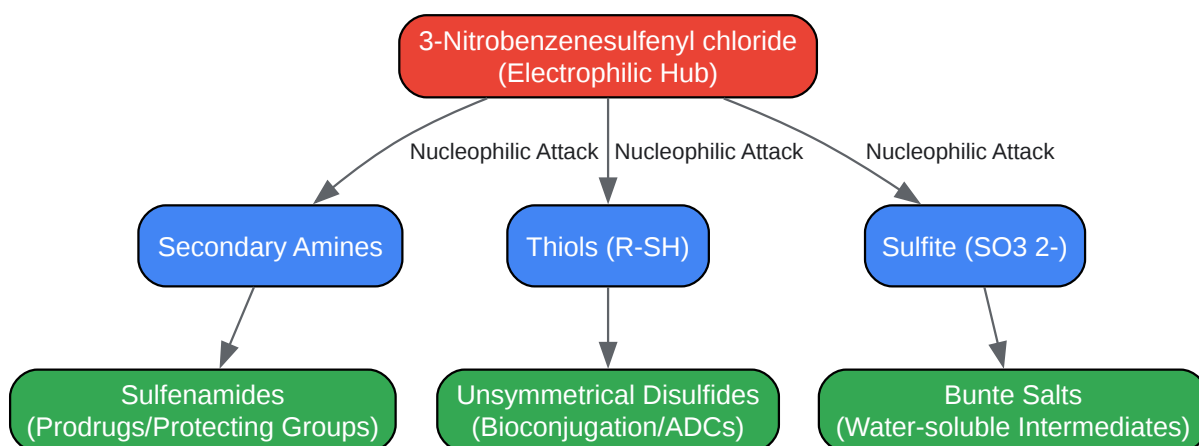 3-Nitrobenzenesulfenyl chloride
(Electrophilic Hub)
Nucleophilic Attack
Nucleophilic Attack
Nucleophilic Attack
Secondary Amines
Thiols (R-SH)
Sulfite (SO3 2-)
Sulfenamides
(Prodrugs/Protecting Groups)
Unsymmetrical Disulfides
(Bioconjugation/ADCs)
Bunte Salts
(Water-soluble Intermediates)